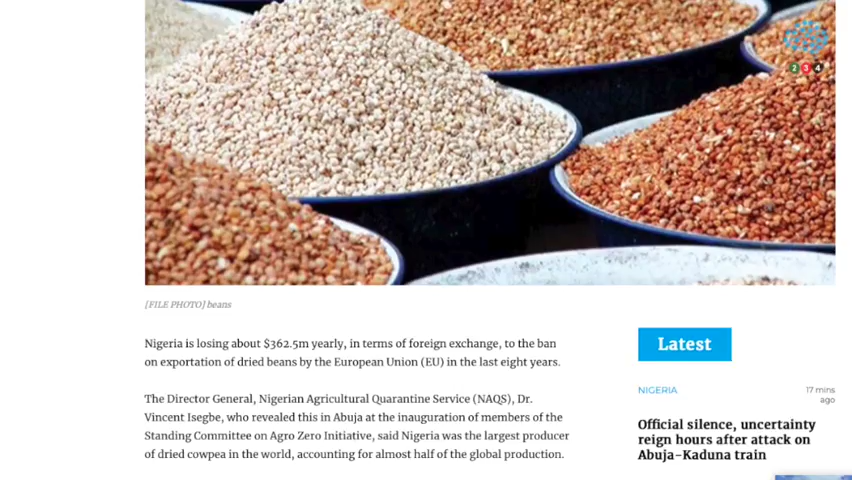 2 3 4
[FILE PHOTO] beans
Nigeria is losing about $362.5m yearly, in terms of foreign exchange, to the ban
on exportation of dried beans by the European Union (EU) in the last eight years.
The Director General, Nigerian Agricultural Quarantine Service (NAQS), Dr.
Vincent Isegbe, who revealed this in Abuja at the inauguration of members of the
Standing Committee on Agro Zero Initiative, said Nigeria was the largest producer
of dried cowpea in the world, accounting for almost half of the global production.
Latest
NIGERIA
17 mins
ago
Official silence, uncertainty
reign hours after attack on
Abuja-Kaduna train